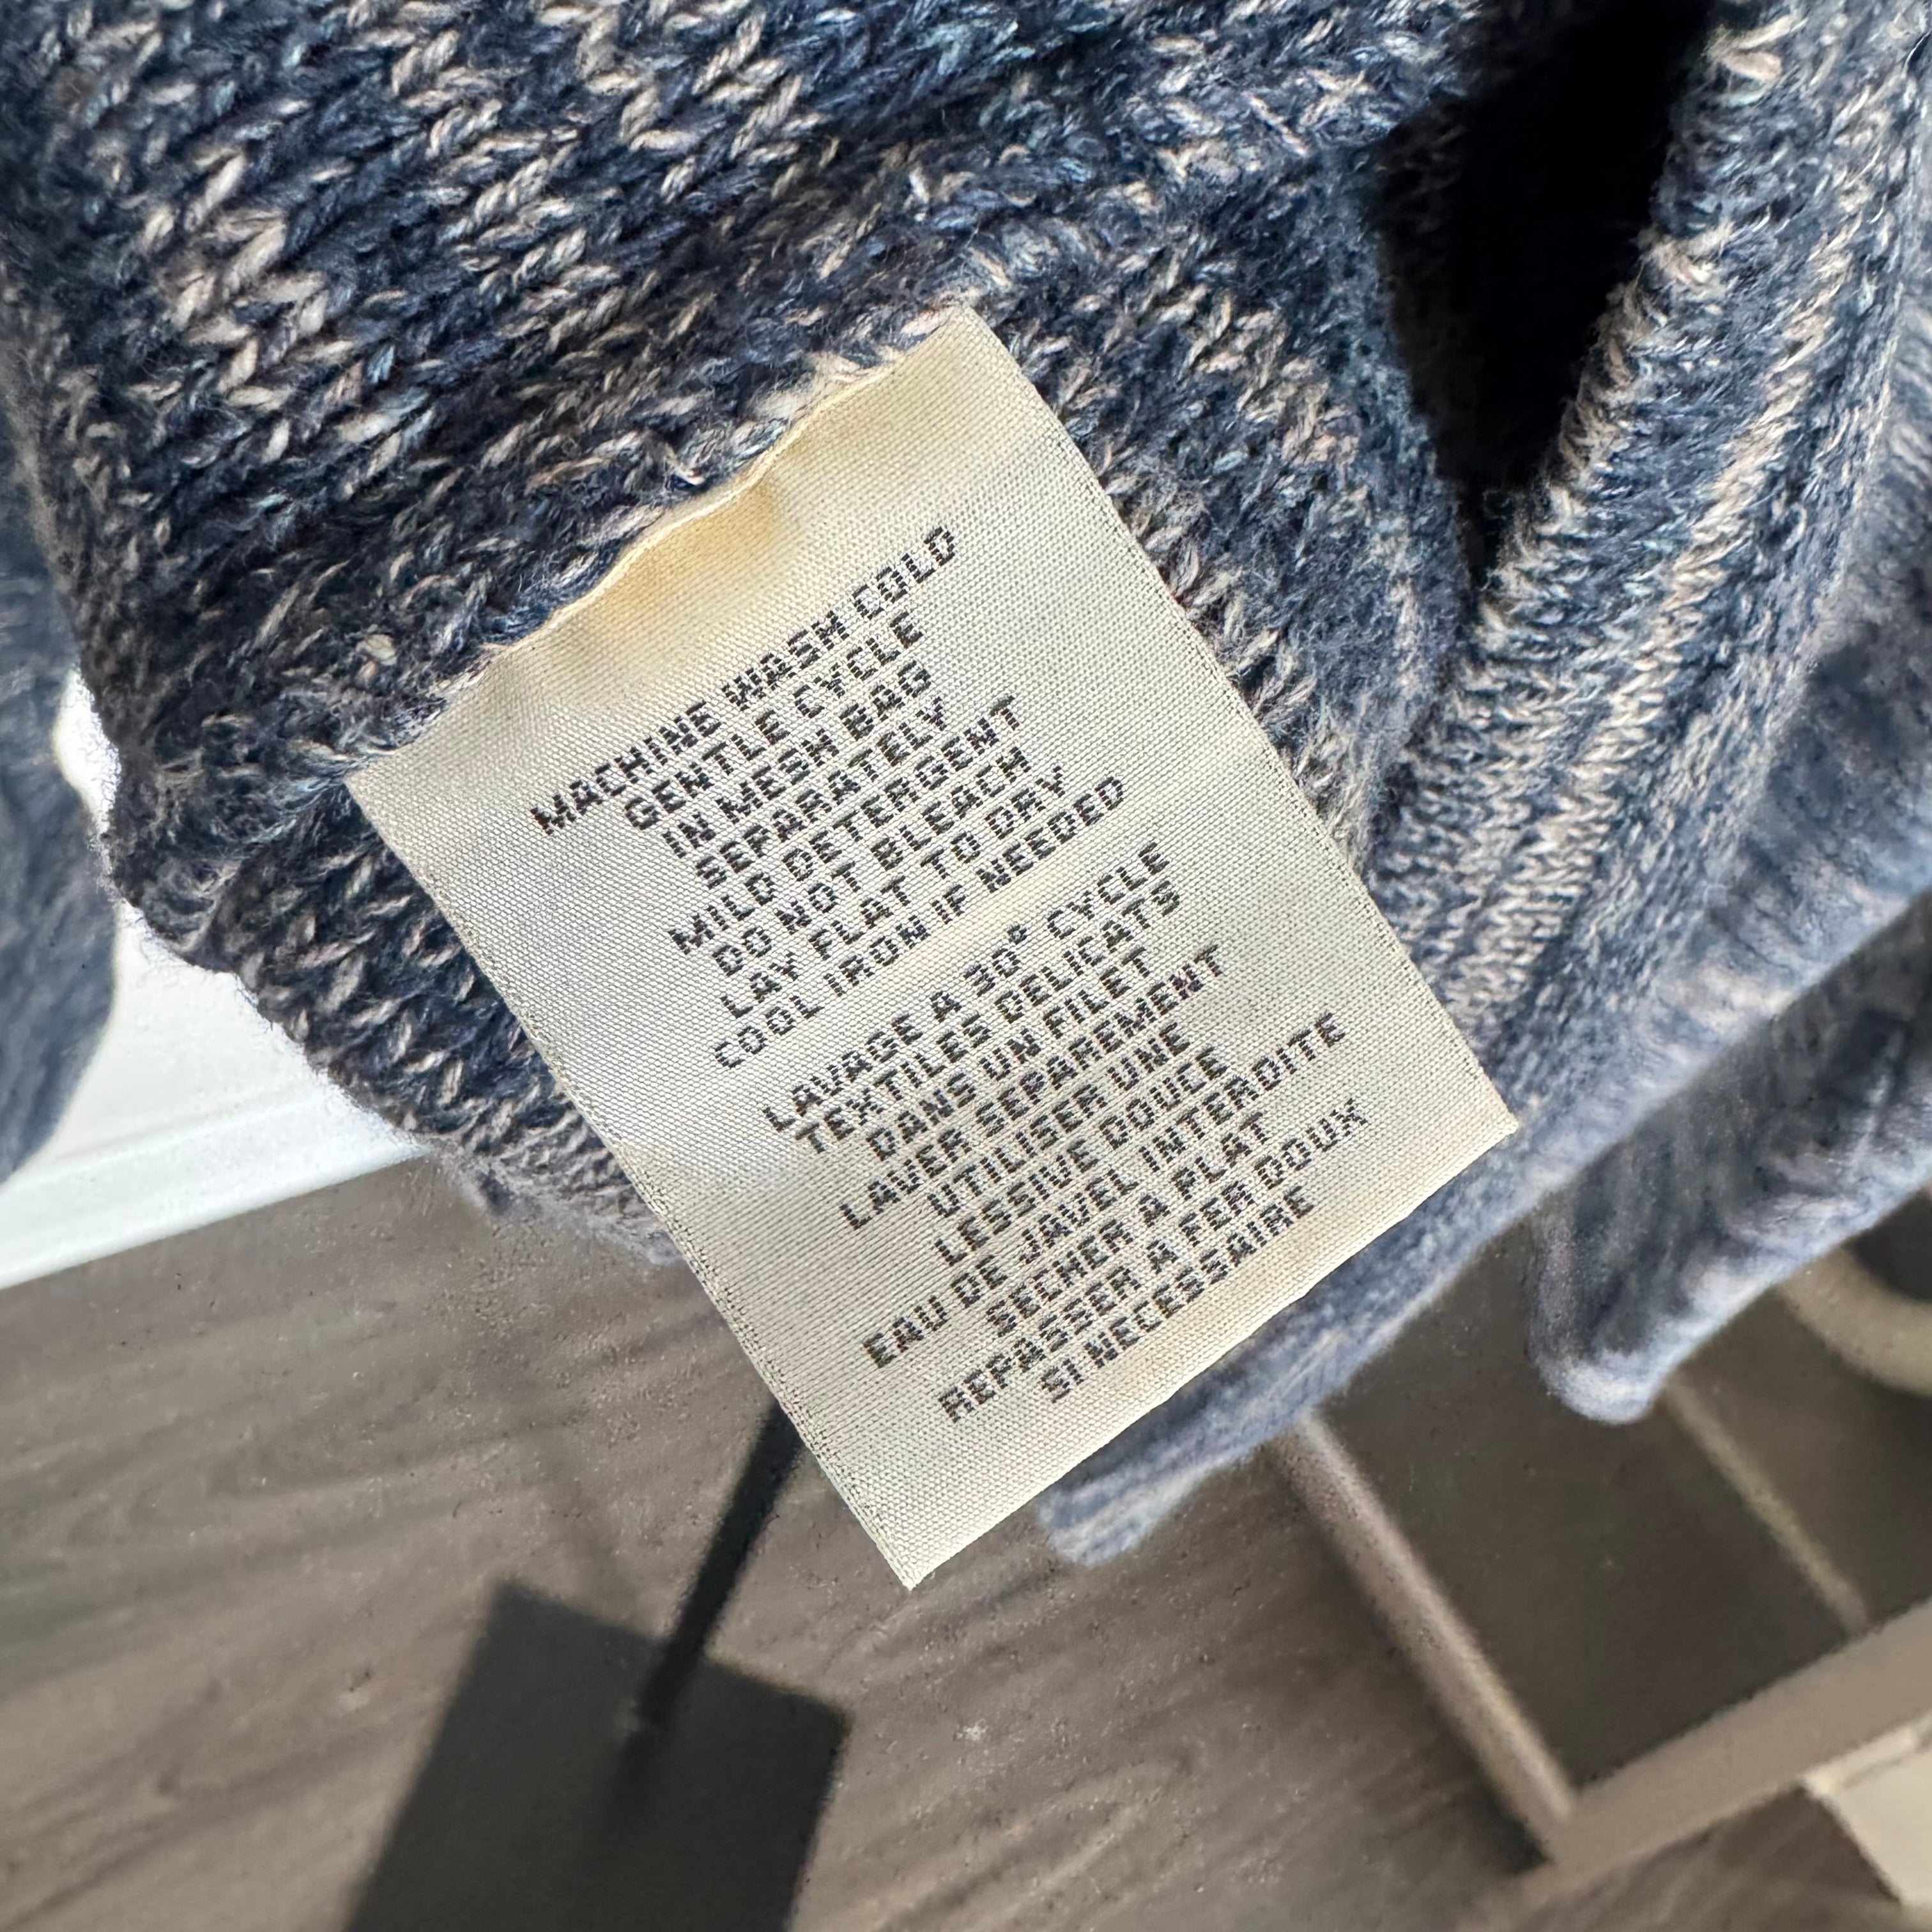 MACHINE WASH COLD
GENTLE CYCLE
IN MESH BAG
SEPARATELY
MILD DETERGENT
DO NOT BLEACH
LAY FLAT TO DRY
COOL IRON IF NEEDED
LAVAGE A 30° CYCLE
TEXTILES DELICATS
DANS UN FILET
LAVER SEPAREMENT
UTILISER UNE
LESSIVE DOUCE
EAU DE JAVEL INTERDITE
SECHER A PLAT
REPASSER A FER DOUX
SI NECESSAIRE